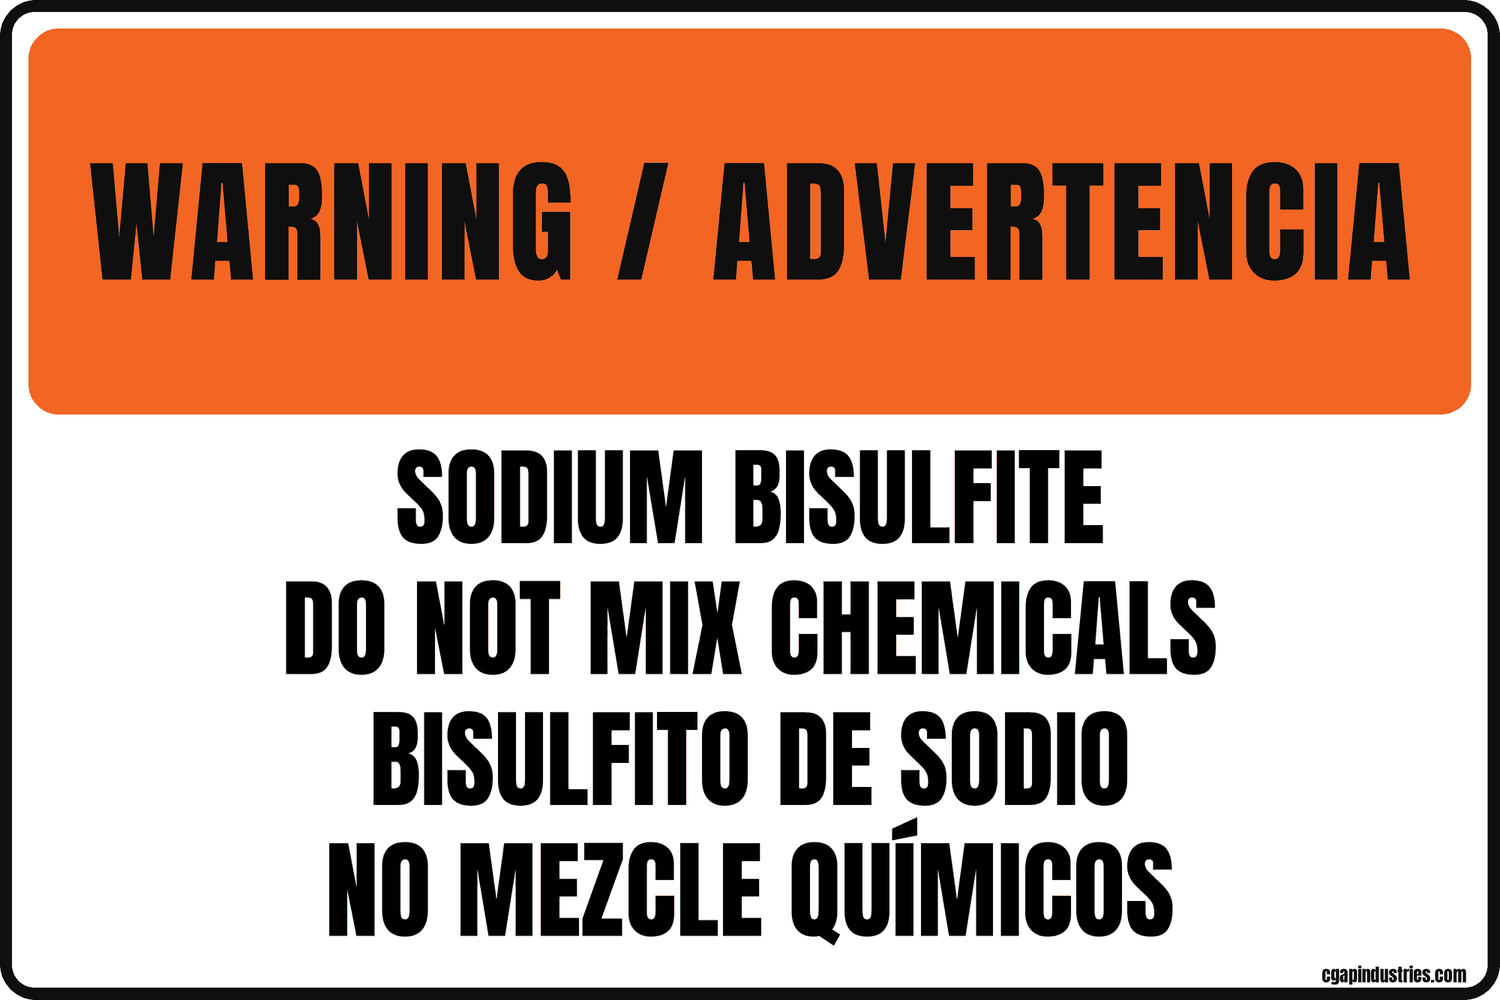 WARNING / ADVERTENCIA
SODIUM BISULFITE
DO NOT MIX CHEMICALS
BISULFITO DE SODIO
NO MEZCLE QUÍMICOS
cgapindustries.com